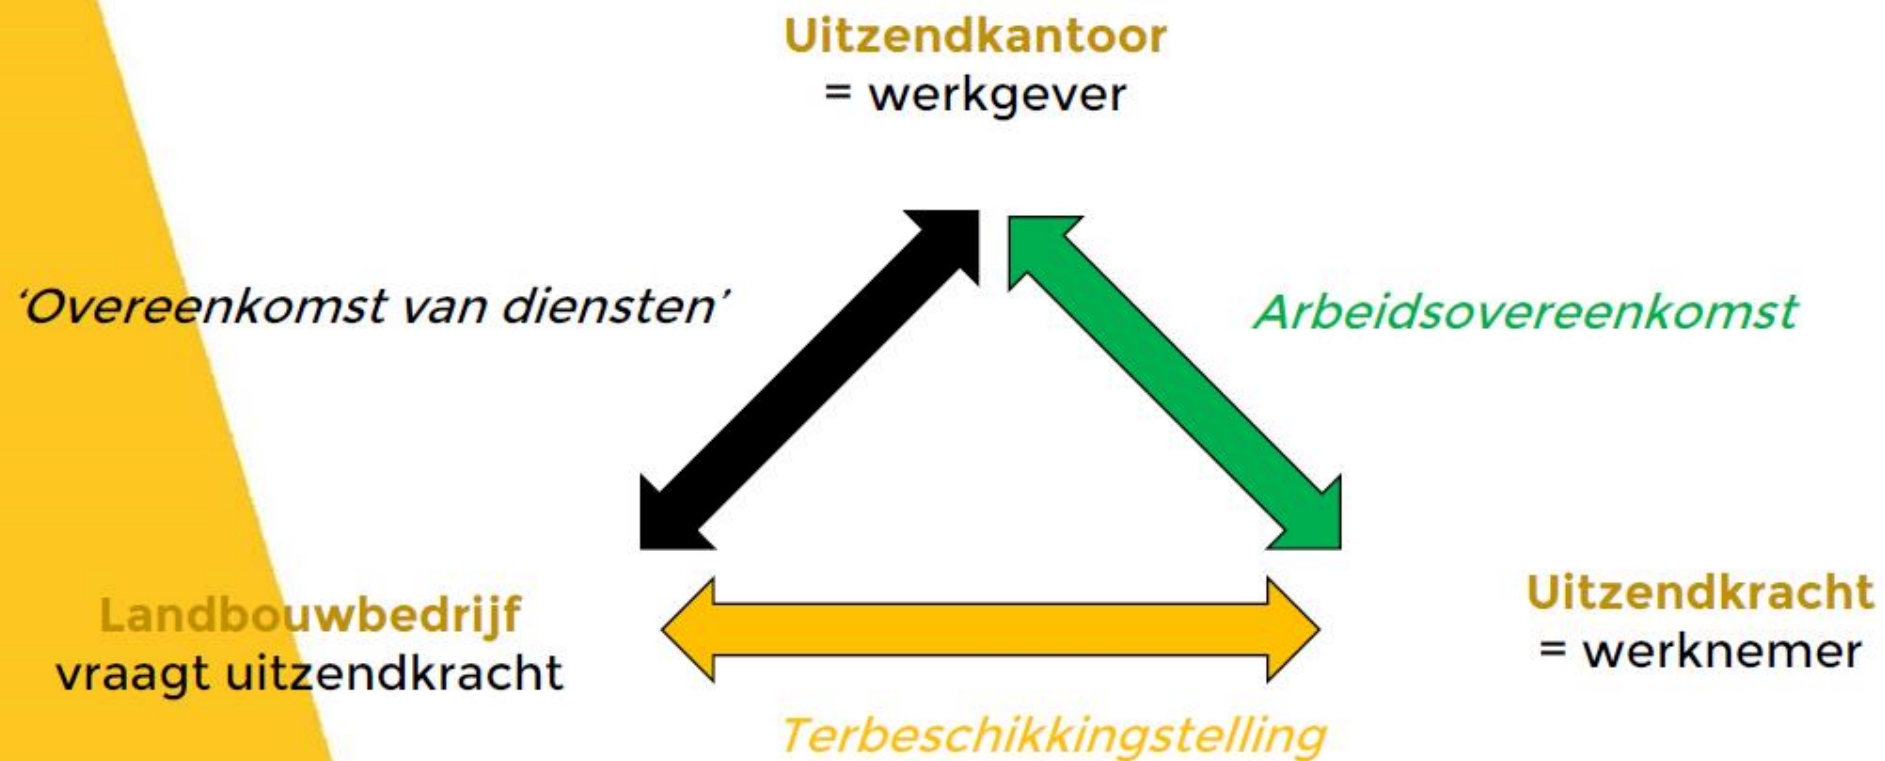 Uitzendkantoor
= werkgever
‘Overeenkomst van diensten’
Arbeidsovereenkomst
Landbouwbedrijf
vraagt uitzendkracht
Uitzendkracht
= werknemer
Terbeschikkingstelling